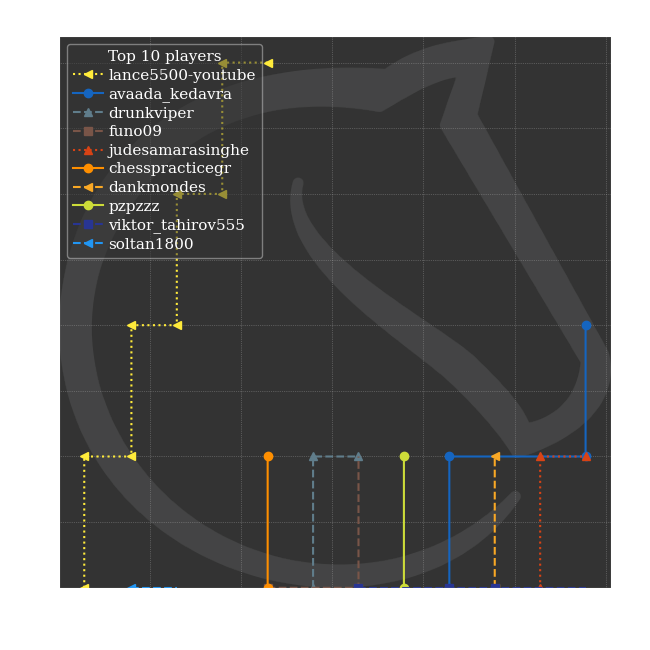 Top 10 players
lance5500-youtube
avaada_kedavra
drunkviper
funo09
judesamarasinghe
chesspracticegr
dankmondes
pzpzzz
viktor_tahirov555
soltan1800